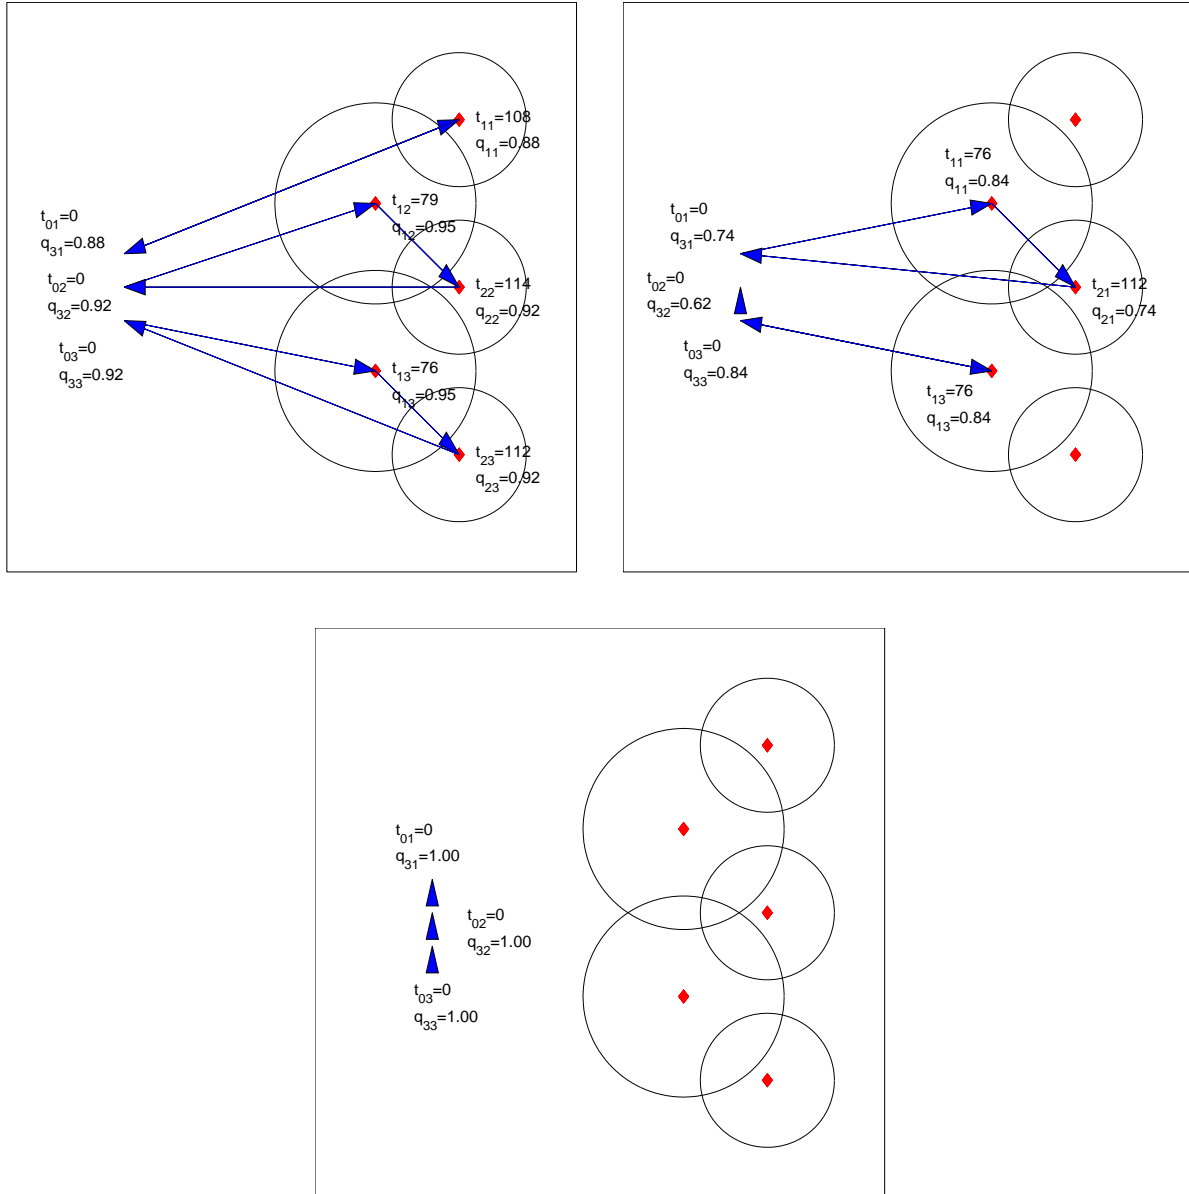 t11=108
q11=0.88
t12=79
q12=0.95
t01=0
q31=0.88
t02=0
q32=0.92
t22=114
q22=0.92
t03=0
q33=0.92
t13=76
q13=0.95
t23=112
q23=0.92
t11=76
q11=0.84
t01=0
q31=0.74
t02=0
q32=0.62
t21=112
q21=0.74
t03=0
q33=0.84
t13=76
q13=0.84
t01=0
q31=1.00
t02=0
q32=1.00
t03=0
q33=1.00